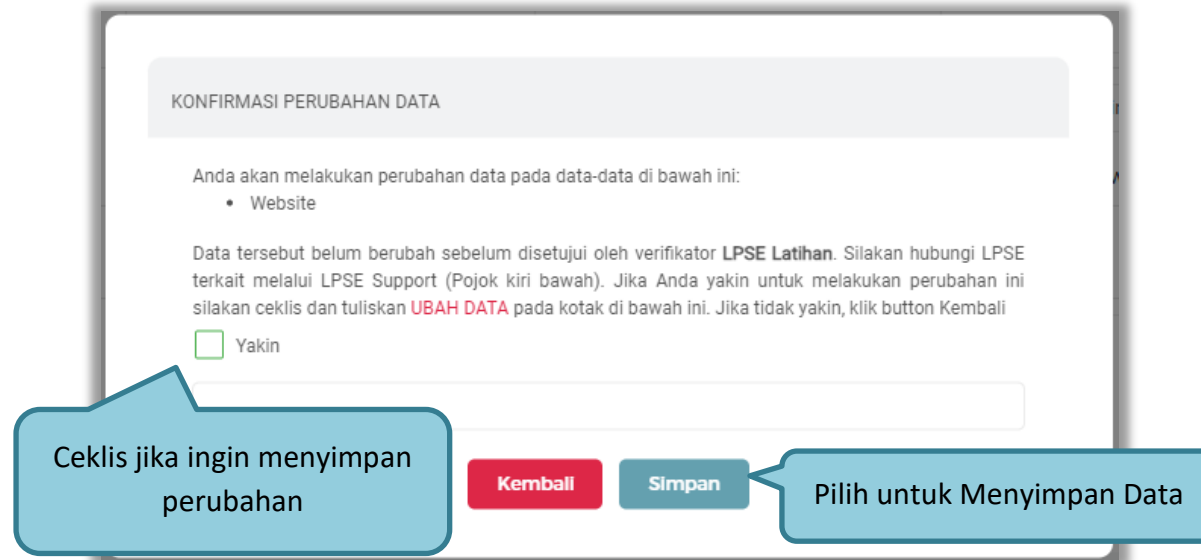 KONFIRMASI PERUBAHAN DATA
Anda akan melakukan perubahan data pada data-data di bawah ini:
• Website
Data tersebut belum berubah sebelum disetujui oleh verifikator LPSE Latihan. Silakan hubungi LPSE
terkait melalui LPSE Support (Pojok kiri bawah). Jika Anda yakin untuk melakukan perubahan ini
silakan ceklis dan tuliskan UBAH DATA pada kotak di bawah ini. Jika tidak yakin, klik button Kembali
Yakin
Ceklis jika ingin menyimpan
perubahan
Kembali
Simpan
Pilih untuk Menyimpan Data